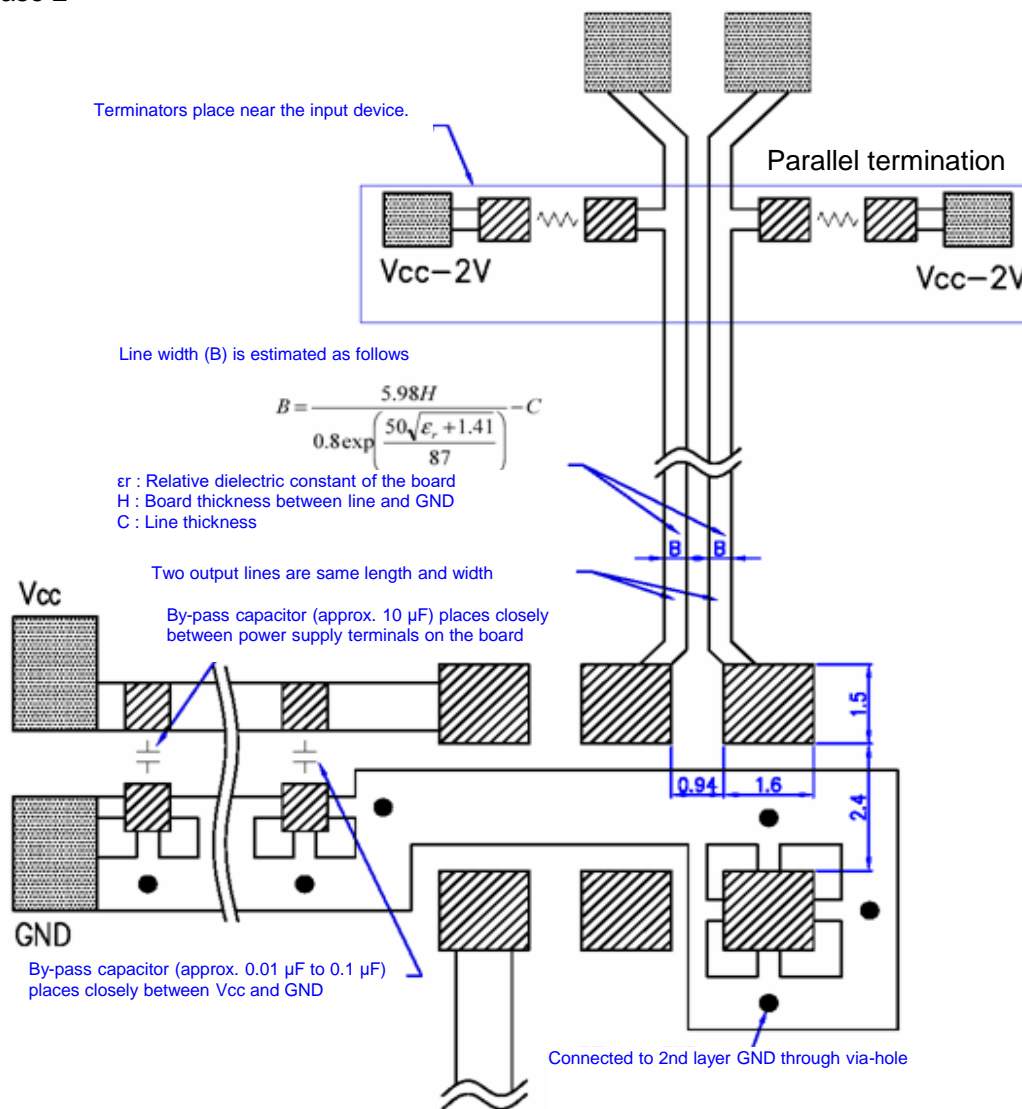 Terminators place near the input device.
Parallel termination
Vcc-2V
Vcc-2V
Line width (B) is estimated as follows
B = 5.98H / (0.8 exp(50√(εr + 1.41) / 87)) - C
εr : Relative dielectric constant of the board
H : Board thickness between line and GND
C : Line thickness
B B
Two output lines are same length and width
Vcc
By-pass capacitor (approx. 10 µF) places closely
between power supply terminals on the board
1.5
0.94 1.6
2.4
GND
By-pass capacitor (approx. 0.01 µF to 0.1 µF)
places closely between Vcc and GND
Connected to 2nd layer GND through via-hole